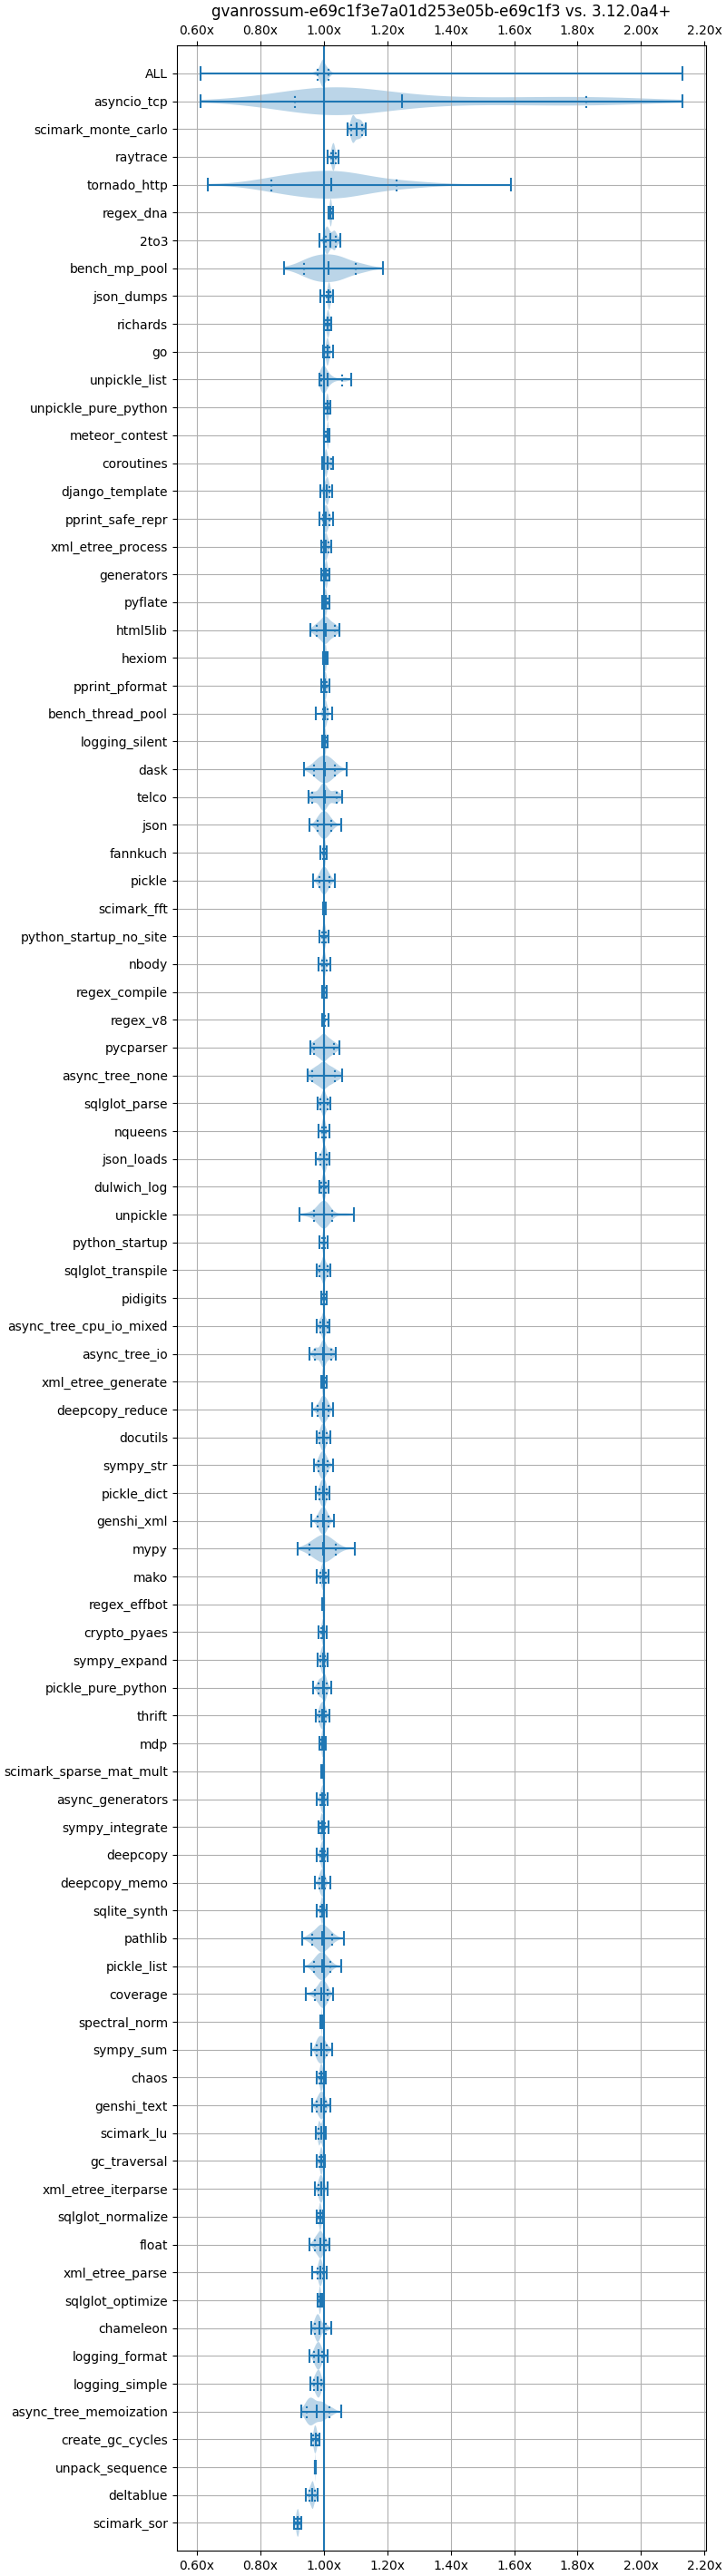 gvanrossum-e69c1f3e7a01d253e05b-e69c1f3 vs. 3.12.0a4+
0.60x 0.80x 1.00x 1.20x 1.40x 1.60x 1.80x 2.00x 2.20x
ALL
asyncio_tcp
scimark_monte_carlo
raytrace
tornado_http
regex_dna
2to3
bench_mp_pool
json_dumps
richards
go
unpickle_list
unpickle_pure_python
meteor_contest
coroutines
django_template
pprint_safe_repr
xml_etree_process
generators
pyflate
html5lib
hexiom
pprint_pformat
bench_thread_pool
logging_silent
dask
telco
json
fannkuch
pickle
scimark_fft
python_startup_no_site
nbody
regex_compile
regex_v8
pycparser
async_tree_none
sqlglot_parse
nqueens
json_loads
dulwich_log
unpickle
python_startup
sqlglot_transpile
pidigits
async_tree_cpu_io_mixed
async_tree_io
xml_etree_generate
deepcopy_reduce
docutils
sympy_str
pickle_dict
genshi_xml
mypy
mako
regex_effbot
crypto_pyaes
sympy_expand
pickle_pure_python
thrift
mdp
scimark_sparse_mat_mult
async_generators
sympy_integrate
deepcopy
deepcopy_memo
sqlite_synth
pathlib
pickle_list
coverage
spectral_norm
sympy_sum
chaos
genshi_text
scimark_lu
gc_traversal
xml_etree_iterparse
sqlglot_normalize
float
xml_etree_parse
sqlglot_optimize
chameleon
logging_format
logging_simple
async_tree_memoization
create_gc_cycles
unpack_sequence
deltablue
scimark_sor
0.60x 0.80x 1.00x 1.20x 1.40x 1.60x 1.80x 2.00x 2.20x